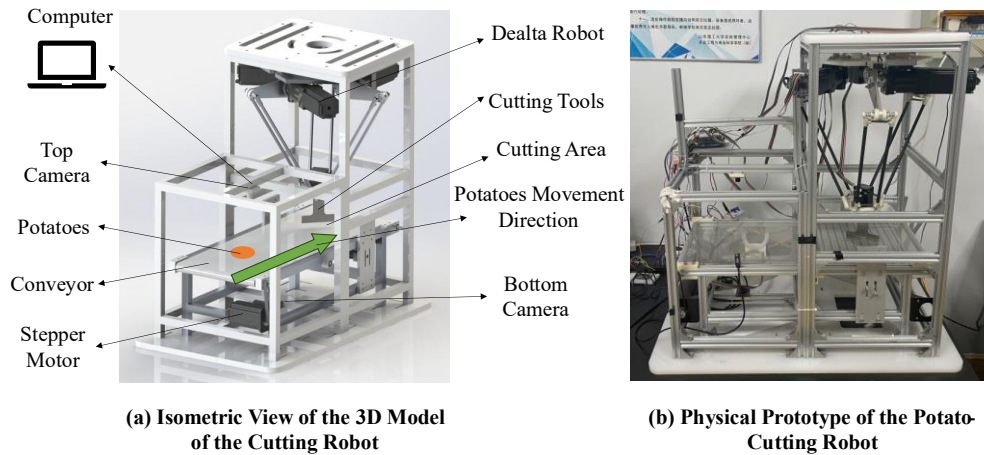 Computer
Top
Camera
Potatoes
Conveyor
Stepper
Motor
Dealta Robot
Cutting Tools
Cutting Area
Potatoes Movement
Direction
Bottom
Camera
(a) Isometric View of the 3D Model
of the Cutting Robot
(b) Physical Prototype of the Potato-
Cutting Robot